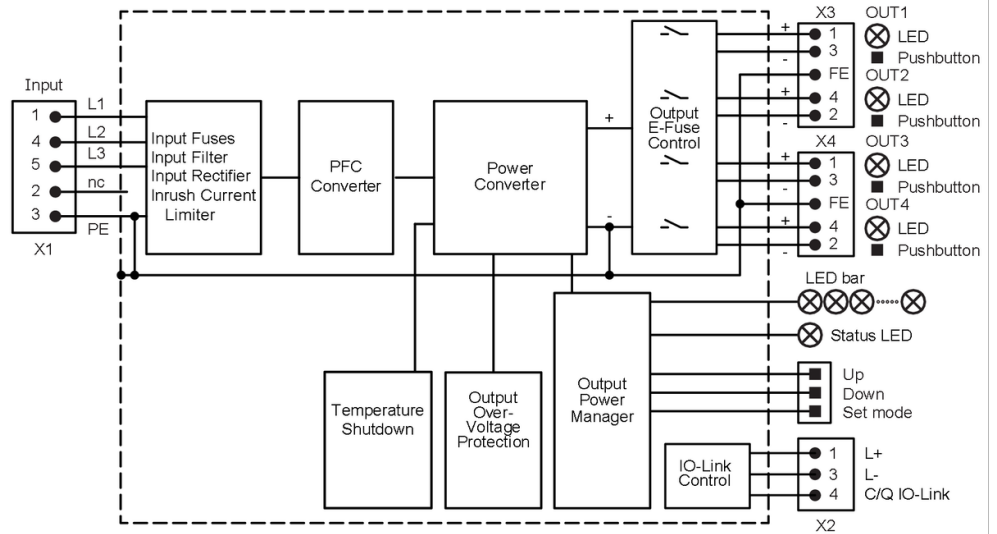 Input
1 L1
4 L2
5 L3
2 nc
3 PE
X1
Input Fuses
Input Filter
Input Rectifier
Inrush Current
Limiter
PFC
Converter
Power
Converter
+
-
Output
E-Fuse
Control
X3
+ 1
- 3
FE
+ 4
- 2
OUT1
LED
Pushbutton
OUT2
LED
Pushbutton
X4
+ 1
- 3
FE
+ 4
- 2
OUT3
LED
Pushbutton
OUT4
LED
Pushbutton
LED bar
Status LED
Up
Down
Set mode
Temperature
Shutdown
Output
Over-
Voltage
Protection
Output
Power
Manager
IO-Link
Control
1 L+
3 L-
4 C/Q IO-Link
X2